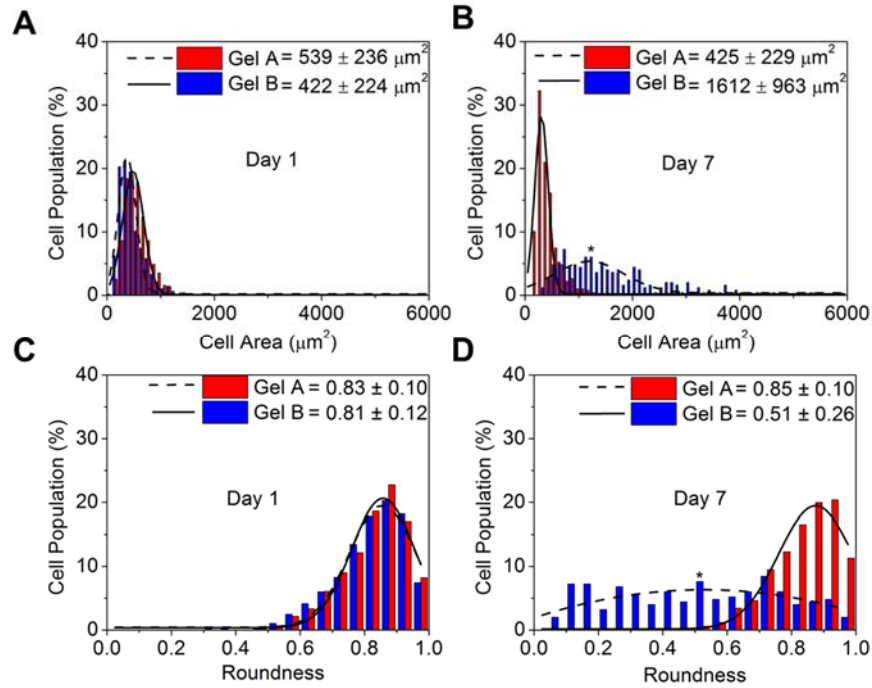 A
Gel A = 539 ± 236 μm²
Gel B = 422 ± 224 μm²
Day 1
Cell Population (%)
40
30
20
10
0
0 2000 4000 6000
Cell Area (μm²)
B
Gel A = 425 ± 229 μm²
Gel B = 1612 ± 963 μm²
Day 7
*
Cell Population (%)
40
30
20
10
0
0 2000 4000 6000
Cell Area (μm²)
C
Gel A = 0.83 ± 0.10
Gel B = 0.81 ± 0.12
Day 1
Cell Population (%)
40
30
20
10
0
0.0 0.2 0.4 0.6 0.8 1.0
Roundness
D
Gel A = 0.85 ± 0.10
Gel B = 0.51 ± 0.26
Day 7
*
Cell Population (%)
40
30
20
10
0
0.0 0.2 0.4 0.6 0.8 1.0
Roundness